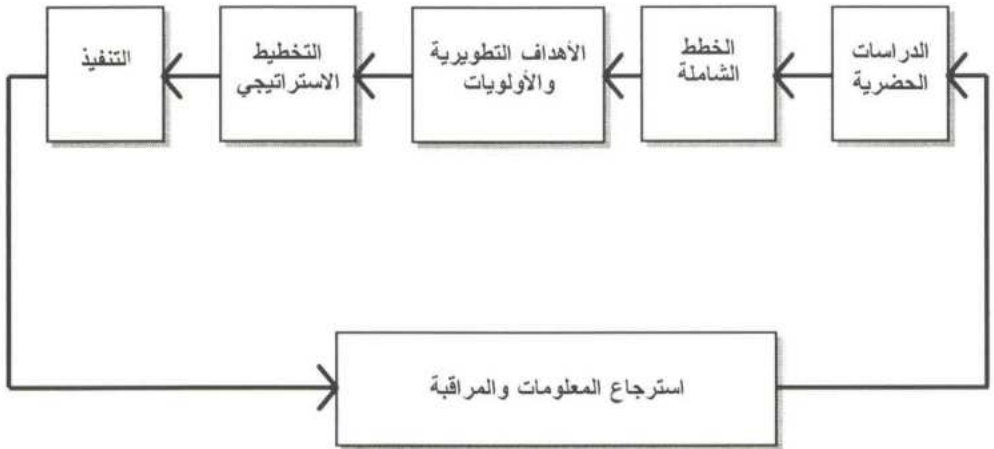 الدراسات
الحضرية
الخطط
الشاملة
الأهداف التطويرية
والأولويات
التخطيط
الاستراتيجي
التنفيذ
استرجاع المعلومات والمراقبة